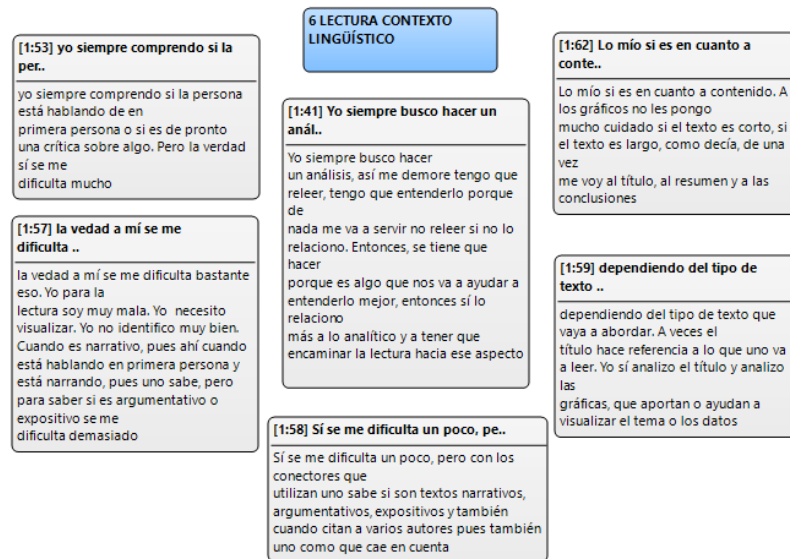 6 LECTURA CONTEXTO
LINGÜÍSTICO
[1:53] yo siempre comprendo si la
per..
yo siempre comprendo si la persona
está hablando de en
primera persona o si es de pronto
una crítica sobre algo. Pero la verdad
sí se me
dificulta mucho
[1:41] Yo siempre busco hacer un
anál..
Yo siempre busco hacer
un análisis, así me demore tengo que
releer, tengo que entenderlo porque
de
nada me va a servir no releer si no lo
relaciono. Entonces, se tiene que
hacer
porque es algo que nos va a ayudar a
entenderlo mejor, entonces sí lo
relaciono
más a lo analítico y a tener que
encaminar la lectura hacia ese aspecto
[1:62] Lo mío si es en cuanto a
conte..
Lo mío si es en cuanto a contenido. A
los gráficos no les pongo
mucho cuidado si el texto es corto, si
el texto es largo, como decía, de una
vez
me voy al título, al resumen y a las
conclusiones
[1:57] la vedad a mí se me
dificulta ..
la vedad a mí se me dificulta bastante
eso. Yo para la
lectura soy muy mala. Yo  necesito
visualizar. Yo no identifico muy bien.
Cuando es narrativo, pues ahí cuando
está hablando en primera persona y
está narrando, pues uno sabe, pero
para saber si es argumentativo o
expositivo se me
dificulta demasiado
[1:59] dependiendo del tipo de
texto ..
dependiendo del tipo de texto que
vaya a abordar. A veces el
título hace referencia a lo que uno va
a leer. Yo sí analizo el título y analizo
las
gráficas, que aportan o ayudan a
visualizar el tema o los datos
[1:58] Sí se me dificulta un poco, pe..
Sí se me dificulta un poco, pero con los
conectores que
utilizan uno sabe si son textos narrativos,
argumentativos, expositivos y también
cuando citan a varios autores pues también
uno como que cae en cuenta